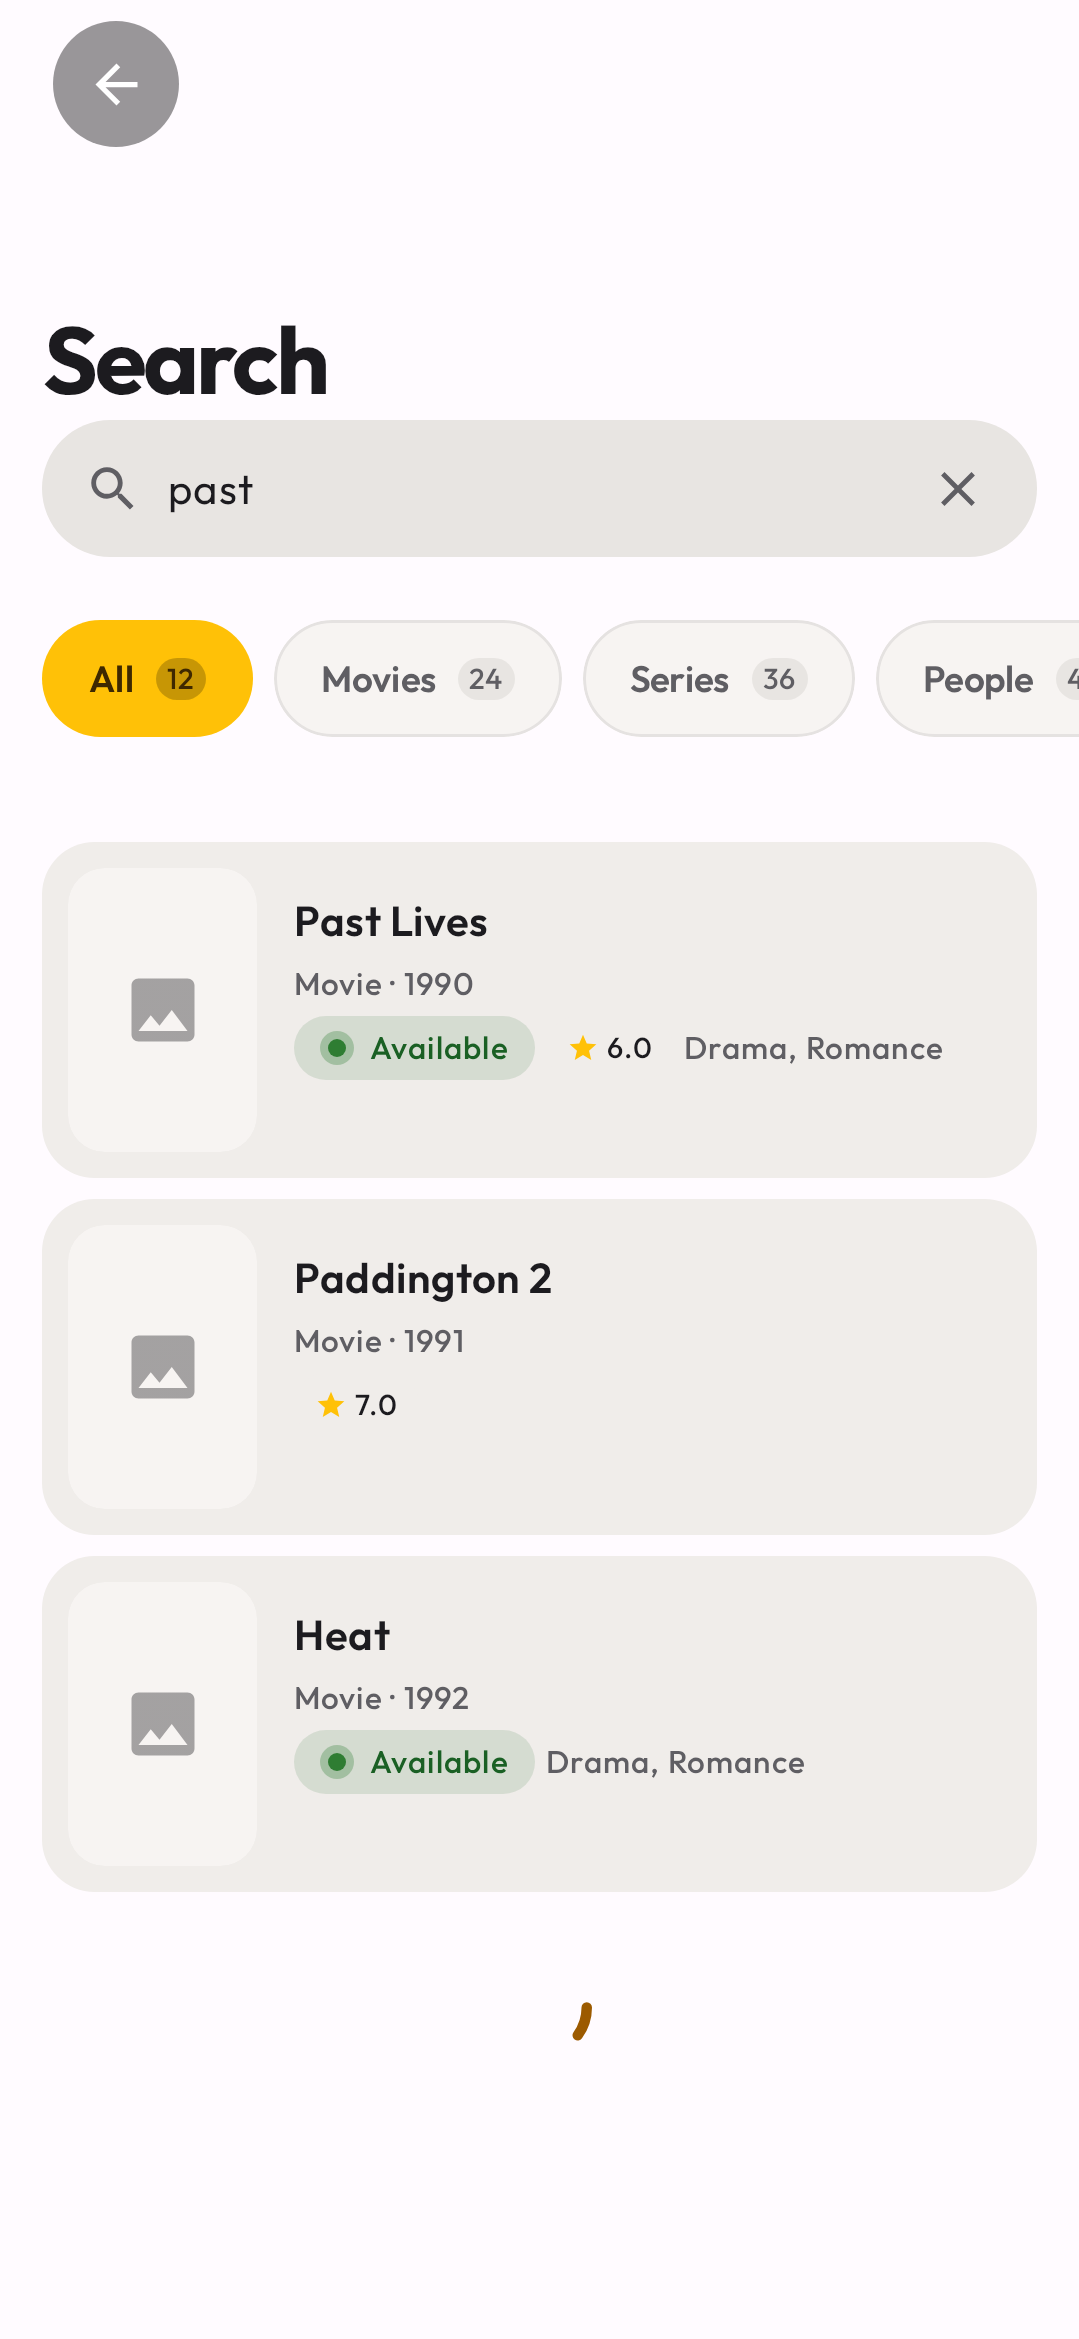 Search
past
All 12 Movies 24 Series 36 People
Past Lives
Movie · 1990
Available 6.0 Drama, Romance
Paddington 2
Movie · 1991
7.0
Heat
Movie · 1992
Available Drama, Romance